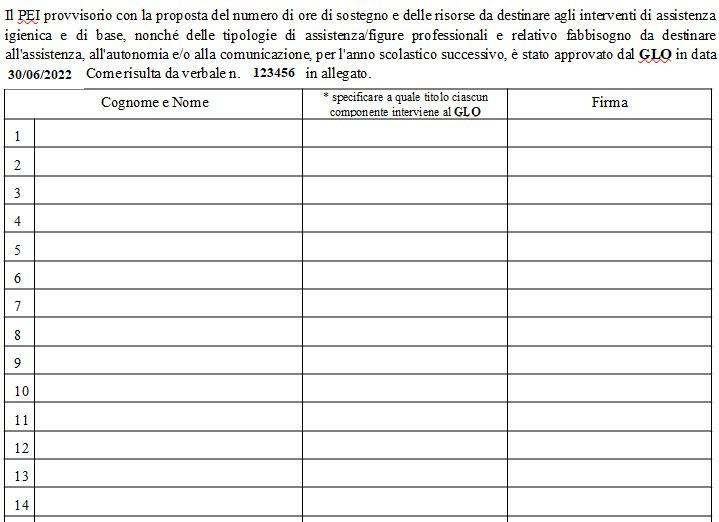 Il PEI provvisorio con la proposta del numero di ore di sostegno e delle risorse da destinare agli interventi di assistenza
igienica e di base, nonché delle tipologie di assistenza/figure professionali e relativo fabbisogno da destinare
all'assistenza, all'autonomia e/o alla comunicazione, per l'anno scolastico successivo, è stato approvato dal GLO in data
30/06/2022 Come risulta da verbale n. 123456 in allegato.
Cognome e Nome
* specificare a quale titolo ciascun
componente interviene al GLO
Firma
1
2
3
4
5
6
7
8
9
10
11
12
13
14